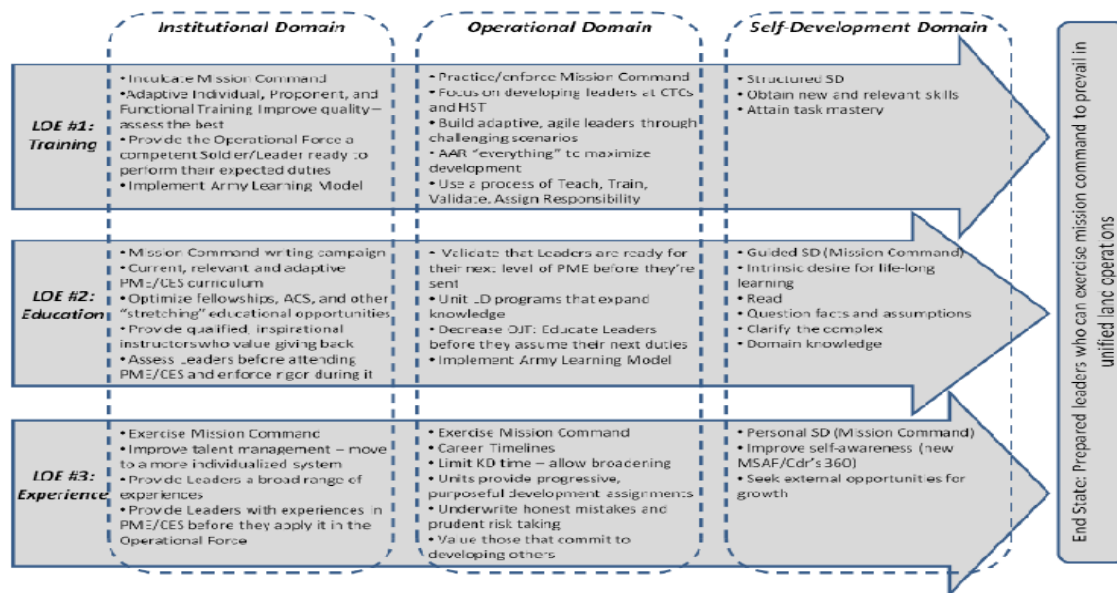 Institutional Domain
Operational Domain
Self-Development Domain
LOE #1:
Training
• Inculcate Mission Command
• Adaptive Individual, Proponent, and
Functional Training Improve quality –
assess the best
• Provide the Operational Force a
competent Soldier/Leader ready to
perform their expected duties
• Implement Army Learning Model
• Practice/enforce Mission Command
• Focus on developing leaders at CTCs
and HST
• Build adaptive, agile leaders through
challenging scenarios
• AAR "everything" to maximize
development
• Use a process of Teach, Train,
Validate, Assign Responsibility
• Structured SD
• Obtain new and relevant skills
• Attain task mastery
LOE #2:
Education
• Mission Command writing campaign
• Current, relevant and adaptive
PME/CES curriculum
• Optimize fellowships, ACS, and other
"stretching" educational opportunities
• Provide qualified, inspirational
instructors who value giving back
• Assess Leaders before attending
PME/CES and enforce rigor during it
• Validate that Leaders are ready for
their next level of PME before they're
sent
• Unit LD programs that expand
knowledge
• Decrease OJT: Educate Leaders
before they assume their next duties
• Implement Army Learning Model
• Guided SD (Mission Command)
• Intrinsic desire for life-long
learning
• Read
• Question facts and assumptions
• Clarify the complex
• Domain knowledge
LOE #3:
Experience
• Exercise Mission Command
• Improve talent management – move
to a more individualized system
• Provide Leaders a broad range of
experiences
• Provide Leaders with experiences in
PME/CES before they apply it in the
Operational Force
• Exercise Mission Command
• Career Timelines
• Limit KD time – allow broadening
• Units provide progressive,
purposeful development assignments
• Underwrite honest mistakes and
prudent risk taking
• Value those that commit to
developing others
• Personal SD (Mission Command)
• Improve self-awareness (new
MSAF/Cdr's 360)
• Seek external opportunities for
growth
End State: Prepared leaders who can exercise mission command to prevail in
unified land operations